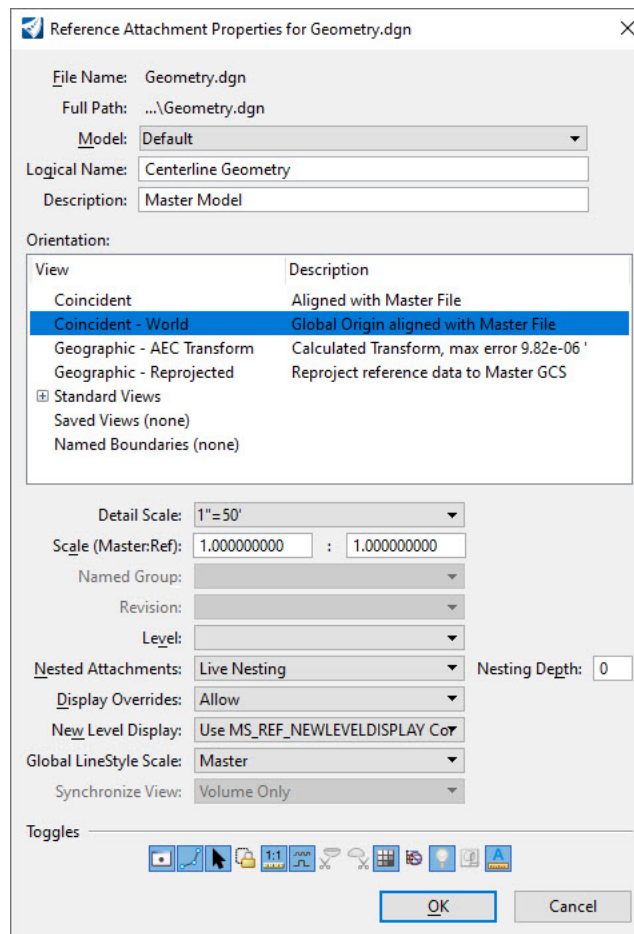 Reference Attachment Properties for Geometry.dgn
File Name: Geometry.dgn
Full Path: ...\Geometry.dgn
Model: Default
Logical Name: Centerline Geometry
Description: Master Model
Orientation:
View Description
Coincident Aligned with Master File
Coincident - World Global Origin aligned with Master File
Geographic - AEC Transform Calculated Transform, max error 9.82e-06 '
Geographic - Reprojected Reproject reference data to Master GCS
Standard Views
Saved Views (none)
Named Boundaries (none)
Detail Scale: 1"=50'
Scale (Master:Ref): 1.000000000 : 1.000000000
Named Group:
Revision:
Level:
Nested Attachments: Live Nesting Nesting Depth: 0
Display Overrides: Allow
New Level Display: Use MS_REF_NEWLEVELDISPLAY Cor
Global LineStyle Scale: Master
Synchronize View: Volume Only
Toggles
1:1 A
OK Cancel